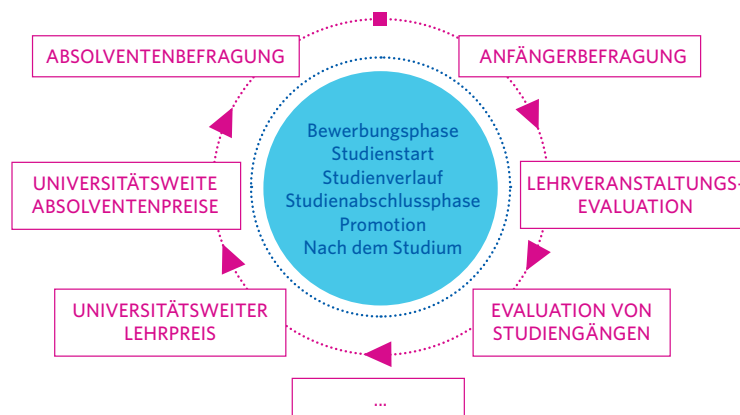 ABSOLVENTENBEFRAGUNG
ANFÄNGERBEFRAGUNG
Bewerbungsphase
Studienstart
Studienverlauf
Studienabschlussphase
Promotion
Nach dem Studium
UNIVERSITÄTSWEITE
ABSOLVENTENPREISE
LEHRVERANSTALTUNGS-
EVALUATION
UNIVERSITÄTSWEITER
LEHRPREIS
EVALUATION VON
STUDIENGÄNGEN
...